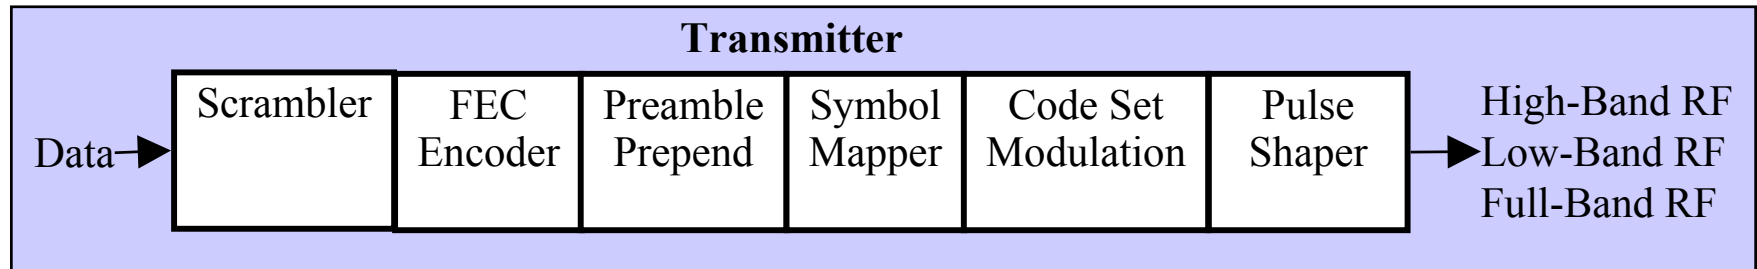 Transmitter
Data
Scrambler
FEC
Encoder
Preamble
Prepend
Symbol
Mapper
Code Set
Modulation
Pulse
Shaper
High-Band RF
Low-Band RF
Full-Band RF